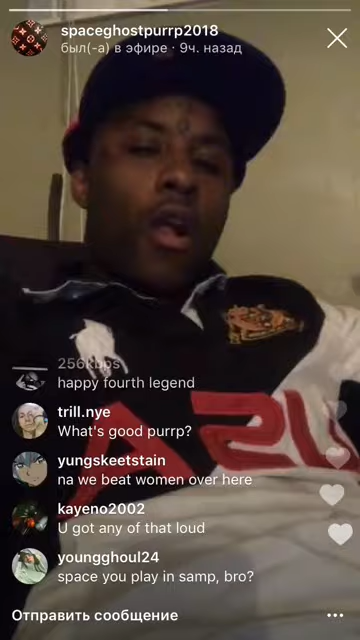 spaceghostpurrp2018
был(-а) в эфире · 9ч. назад
256kbps
happy fourth legend
trill.nye
What's good purrp?
yungskeetstain
na we beat women over here
kayeno2002
U got any of that loud
youngghoul24
space you play in samp, bro?
Отправить сообщение